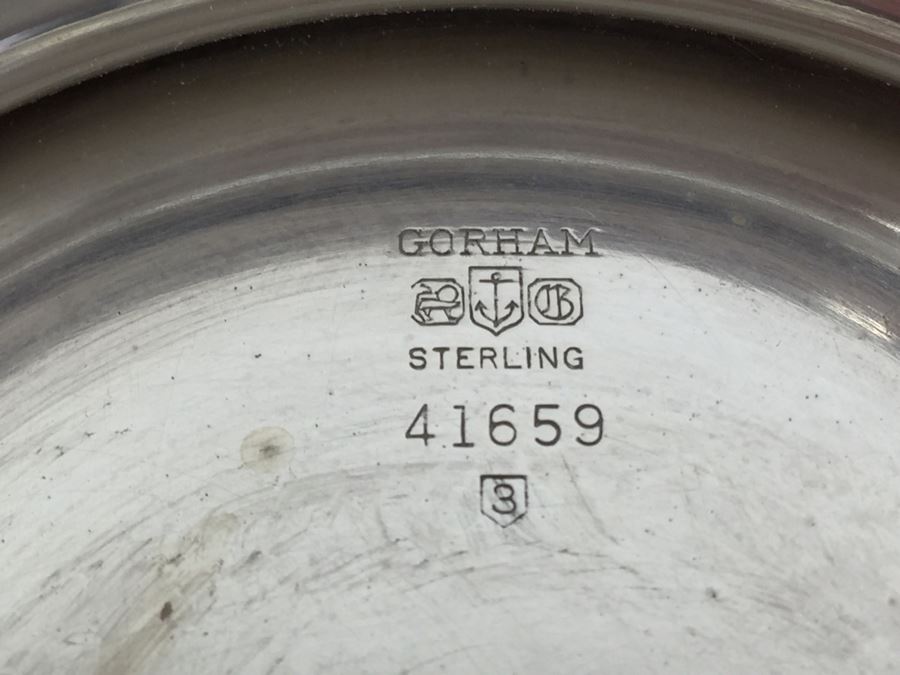 GORHAM
G
STERLING
41659
3